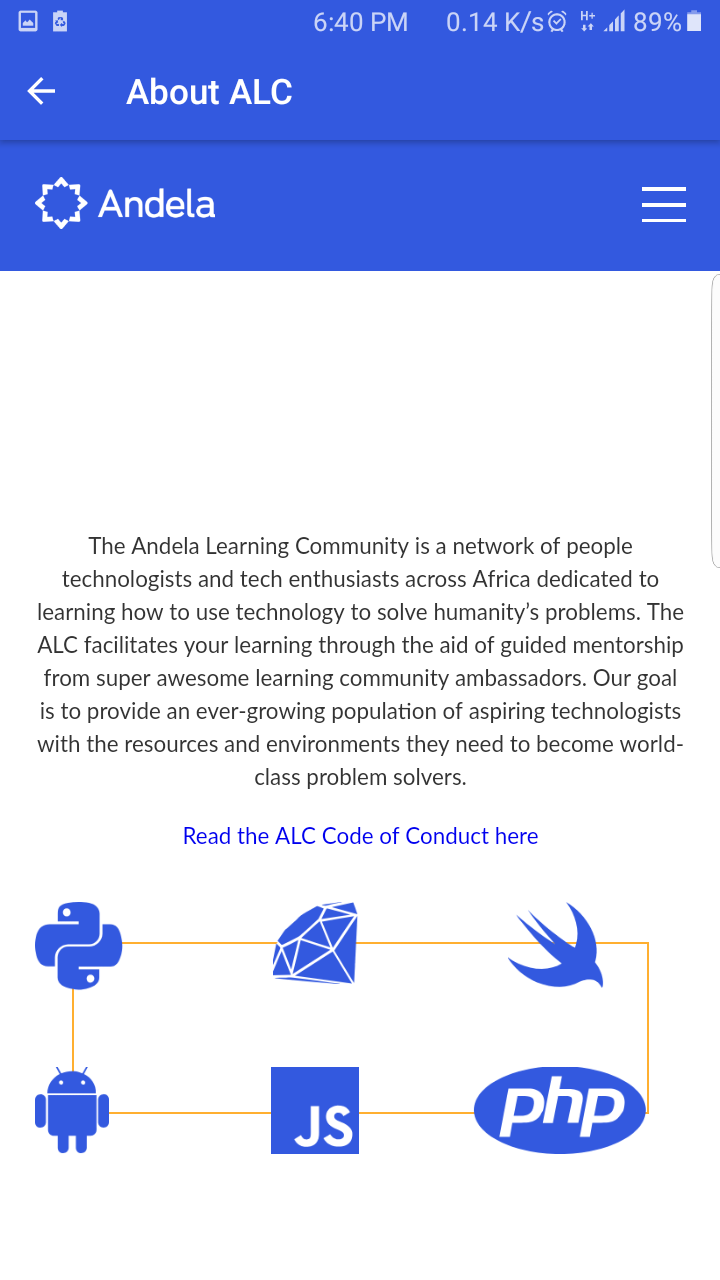 6:40 PM 0.14 K/s H+ 89%
About ALC
Andela
The Andela Learning Community is a network of people
technologists and tech enthusiasts across Africa dedicated to
learning how to use technology to solve humanity’s problems. The
ALC facilitates your learning through the aid of guided mentorship
from super awesome learning community ambassadors. Our goal
is to provide an ever-growing population of aspiring technologists
with the resources and environments they need to become world-
class problem solvers.
Read the ALC Code of Conduct here
JS php